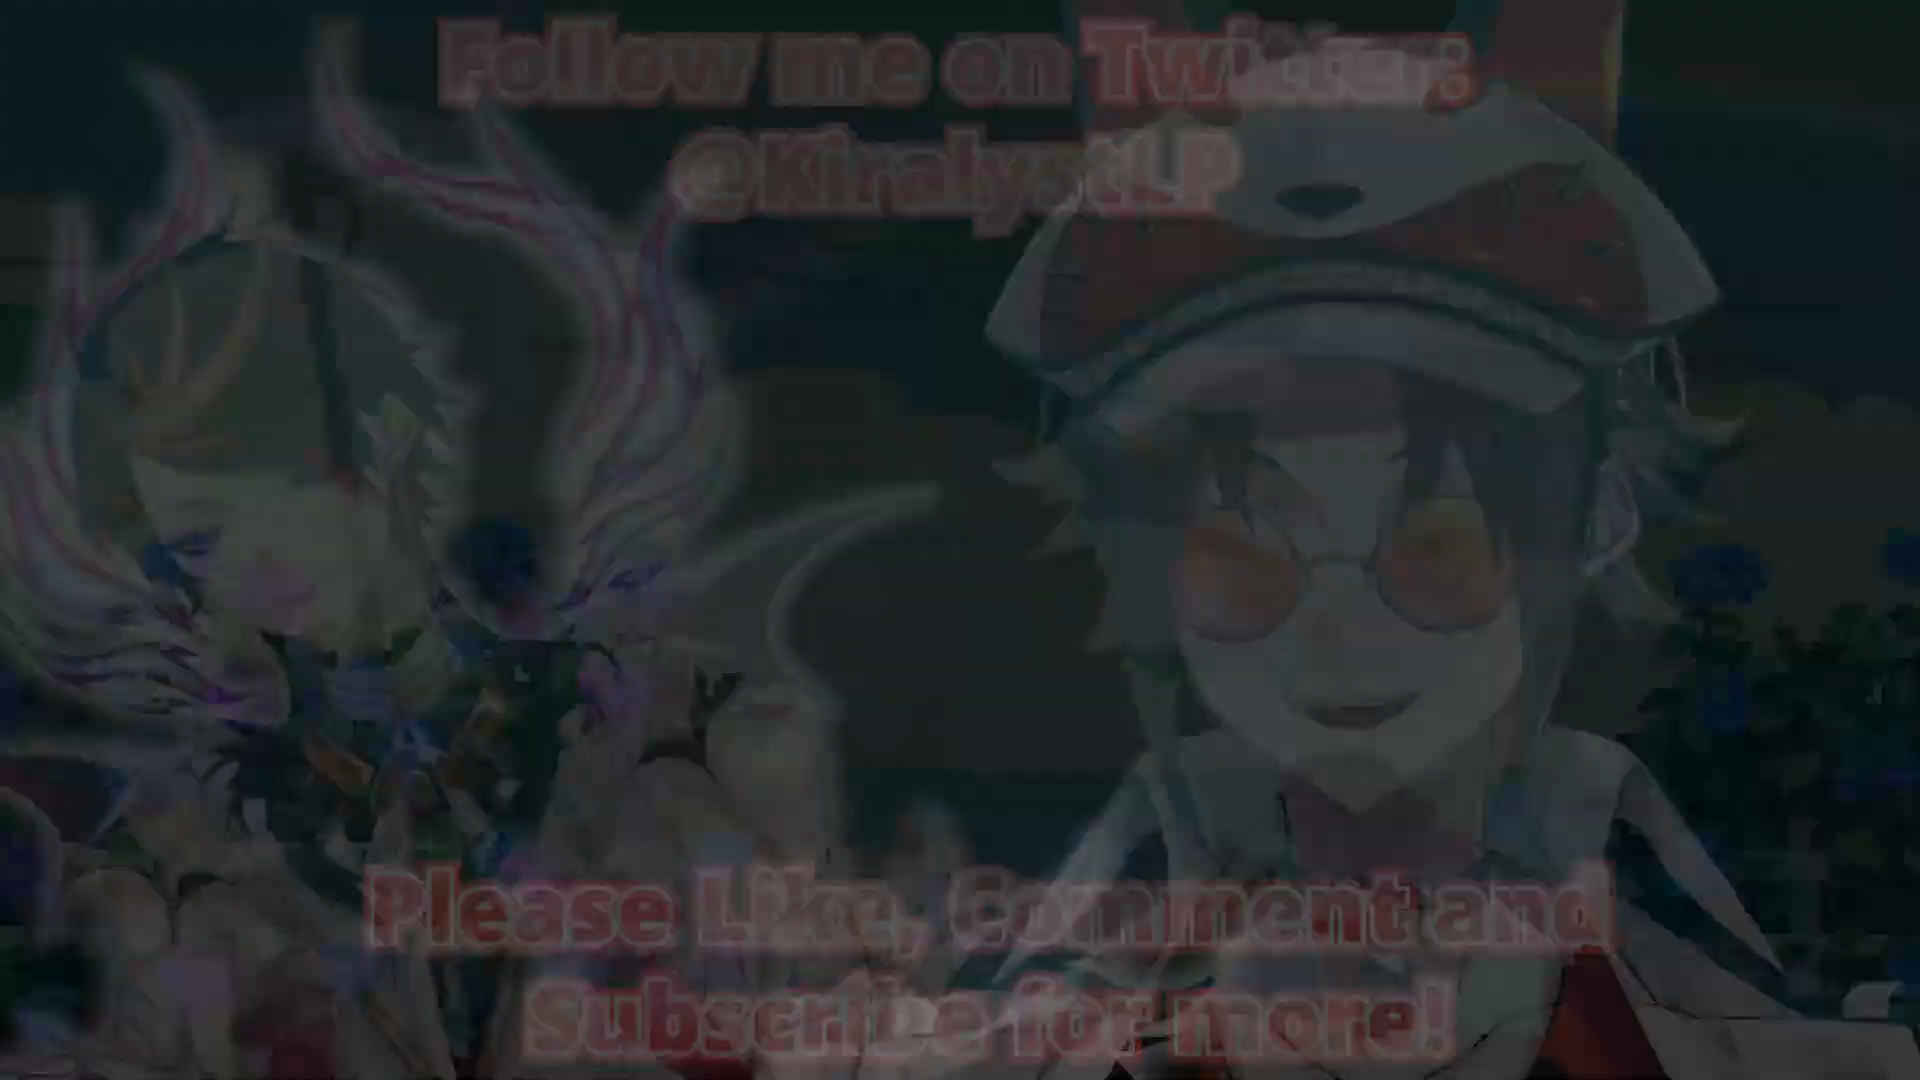 Follow me on Twitter:
@KiralystLP
Please Like, Comment and
Subscribe for more!